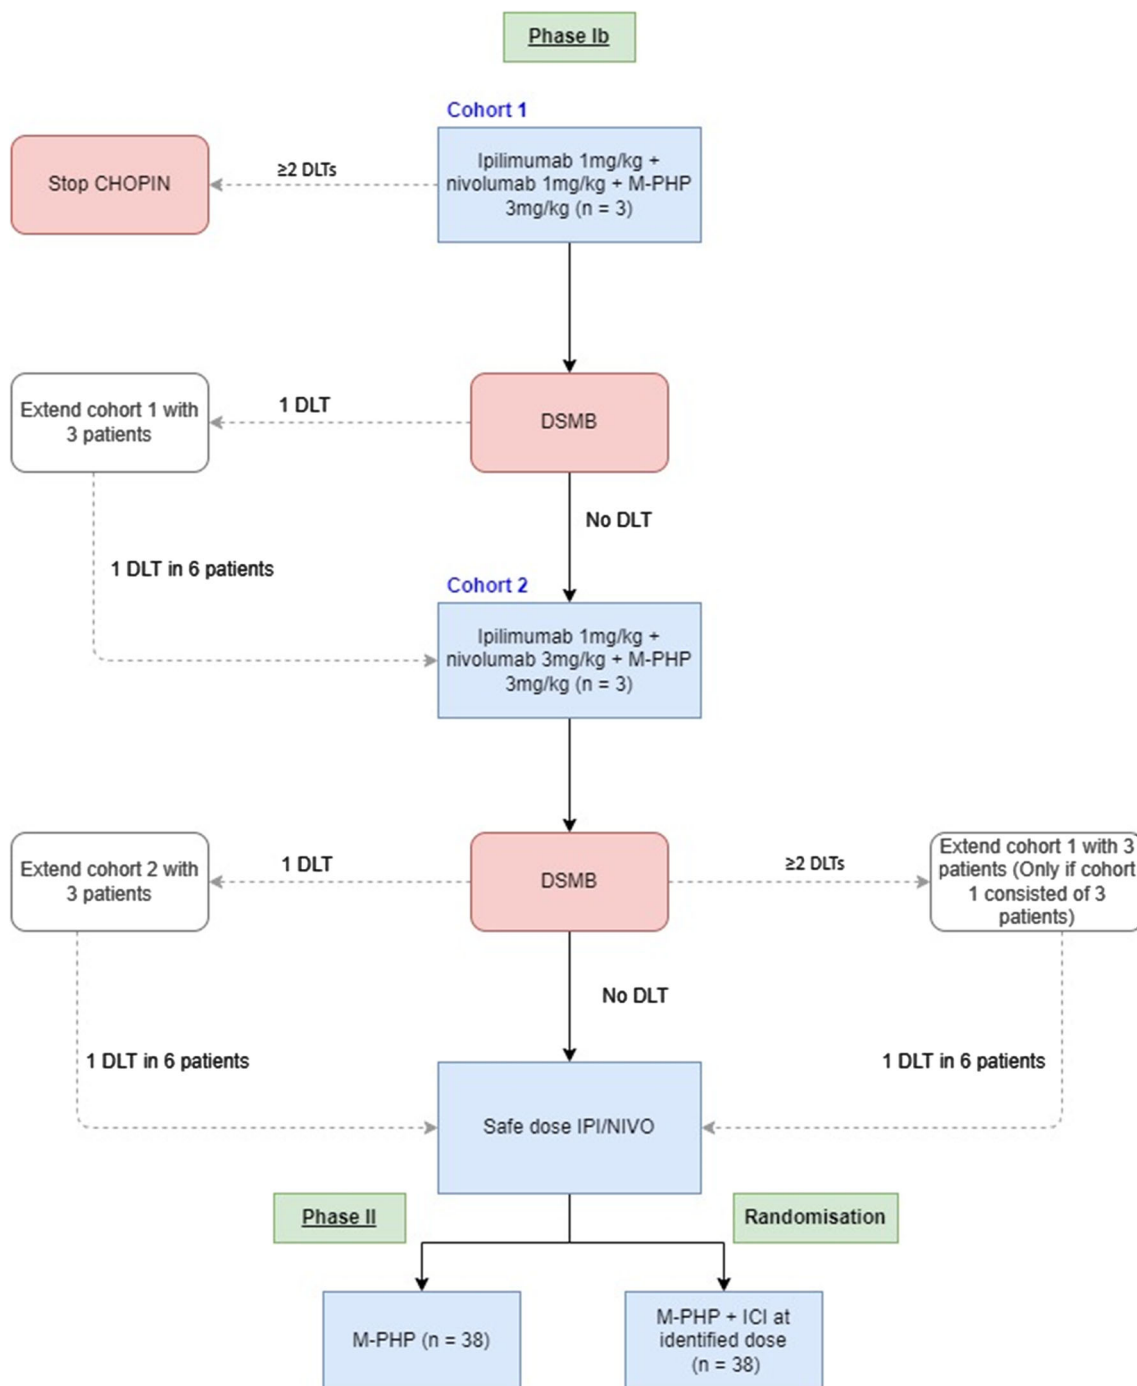 Phase Ib
Cohort 1
Ipilimumab 1mg/kg +
nivolumab 1mg/kg + M-PHP
3mg/kg (n = 3)
≥2 DLTs
Stop CHOPIN
DSMB
1 DLT
Extend cohort 1 with
3 patients
No DLT
1 DLT in 6 patients
Cohort 2
Ipilimumab 1mg/kg +
nivolumab 3mg/kg + M-PHP
3mg/kg (n = 3)
Extend cohort 2 with
3 patients
1 DLT
DSMB
≥2 DLTs
Extend cohort 1 with 3
patients (Only if cohort
1 consisted of 3
patients)
No DLT
1 DLT in 6 patients
1 DLT in 6 patients
Safe dose IPI/NIVO
Phase II
Randomisation
M-PHP (n = 38)
M-PHP + ICI at
identified dose
(n = 38)